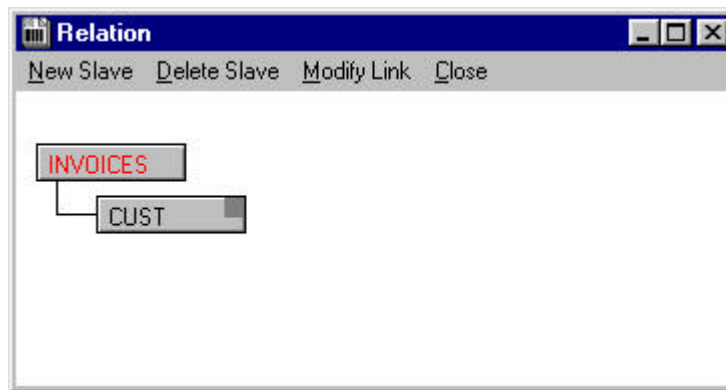 Relation
New Slave Delete Slave Modify Link Close
INVOICES
CUST